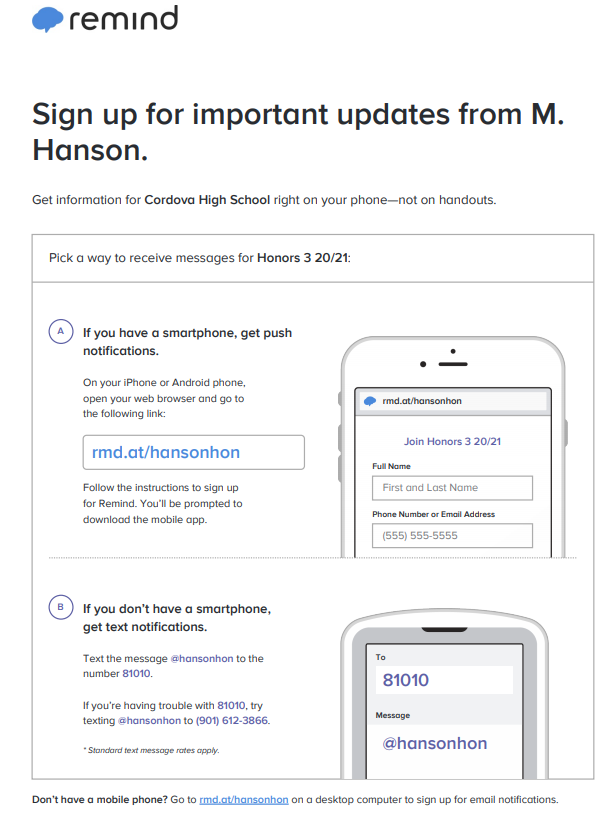 remind
Sign up for important updates from M.
Hanson.
Get information for Cordova High School right on your phone—not on handouts.
Pick a way to receive messages for Honors 3 20/21:
A
If you have a smartphone, get push
notifications.
On your iPhone or Android phone,
open your web browser and go to
the following link:
rmd.at/hansonhon
Follow the instructions to sign up
for Remind. You’ll be prompted to
download the mobile app.
rmd.at/hansonhon
Join Honors 3 20/21
Full Name
First and Last Name
Phone Number or Email Address
(555) 555-5555
B
If you don’t have a smartphone,
get text notifications.
Text the message @hansonhon to the
number 81010.
If you’re having trouble with 81010, try
texting @hansonhon to (901) 612-3866.
* Standard text message rates apply.
To
81010
Message
@hansonhon
Don’t have a mobile phone? Go to rmd.at/hansonhon on a desktop computer to sign up for email notifications.